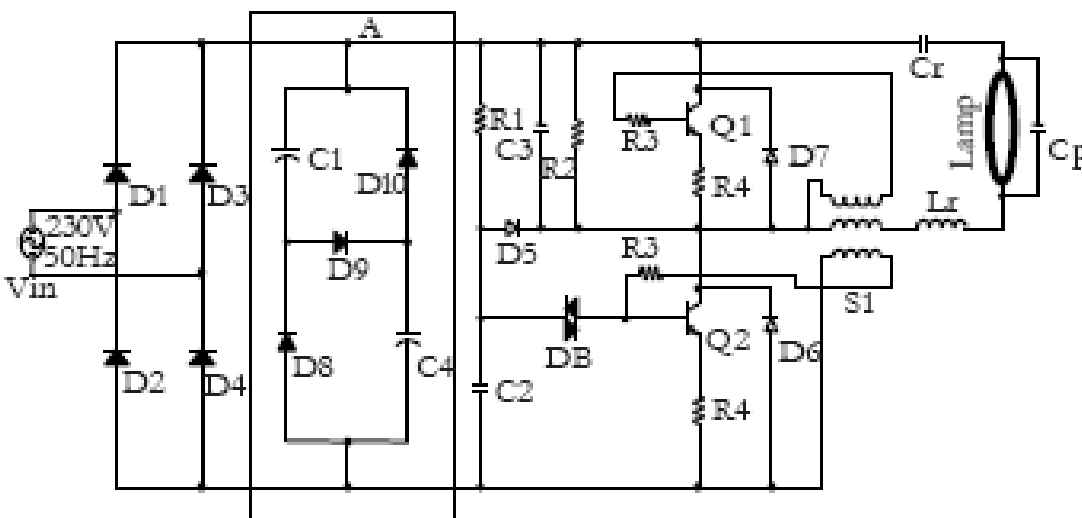 A
Cr
R1
C3
R2
R3
Q1
C1
D10
R4
D7
Lamp
Cp
D1
D3
230V
50Hz
Vin
D9
D5
R3
Lr
S1
D2
D4
D8
C4
C2
DB
Q2
D6
R4